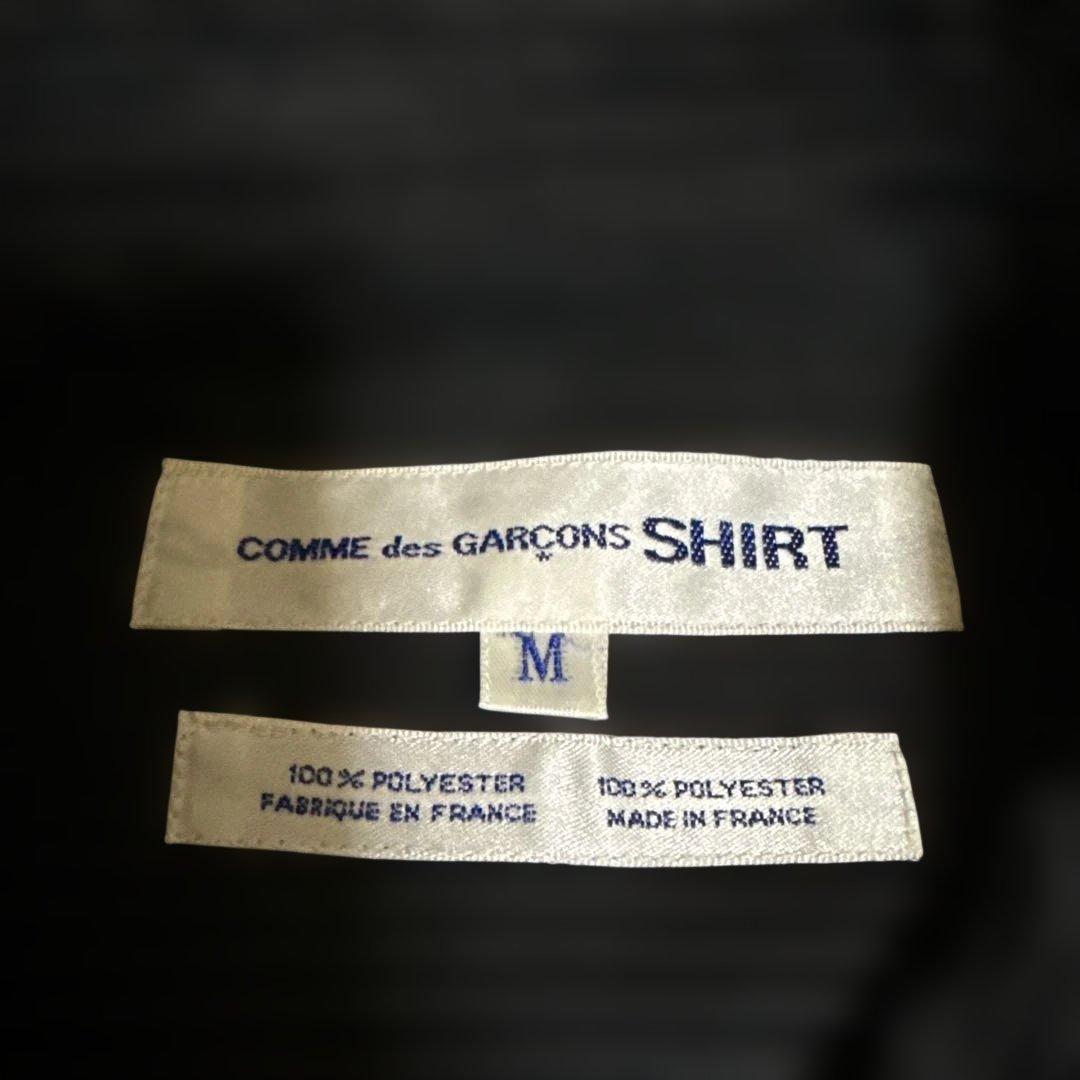 COMME des GARÇONS SHIRT
M
100% POLYESTER
FABRIQUE EN FRANCE
100% POLYESTER
MADE IN FRANCE